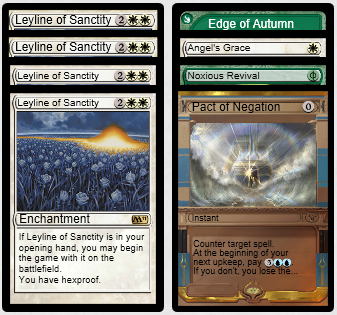 Leyline of Sanctity 2
Leyline of Sanctity 2
Leyline of Sanctity 2
Leyline of Sanctity 2
Enchantment
If Leyline of Sanctity is in your
opening hand, you may begin
the game with it on the
battlefield.
You have hexproof.
Edge of Autumn
Angel's Grace
Noxious Revival
Pact of Negation 0
Instant
Counter target spell.
At the beginning of your
next upkeep, pay 3
If you don't, you lose the...